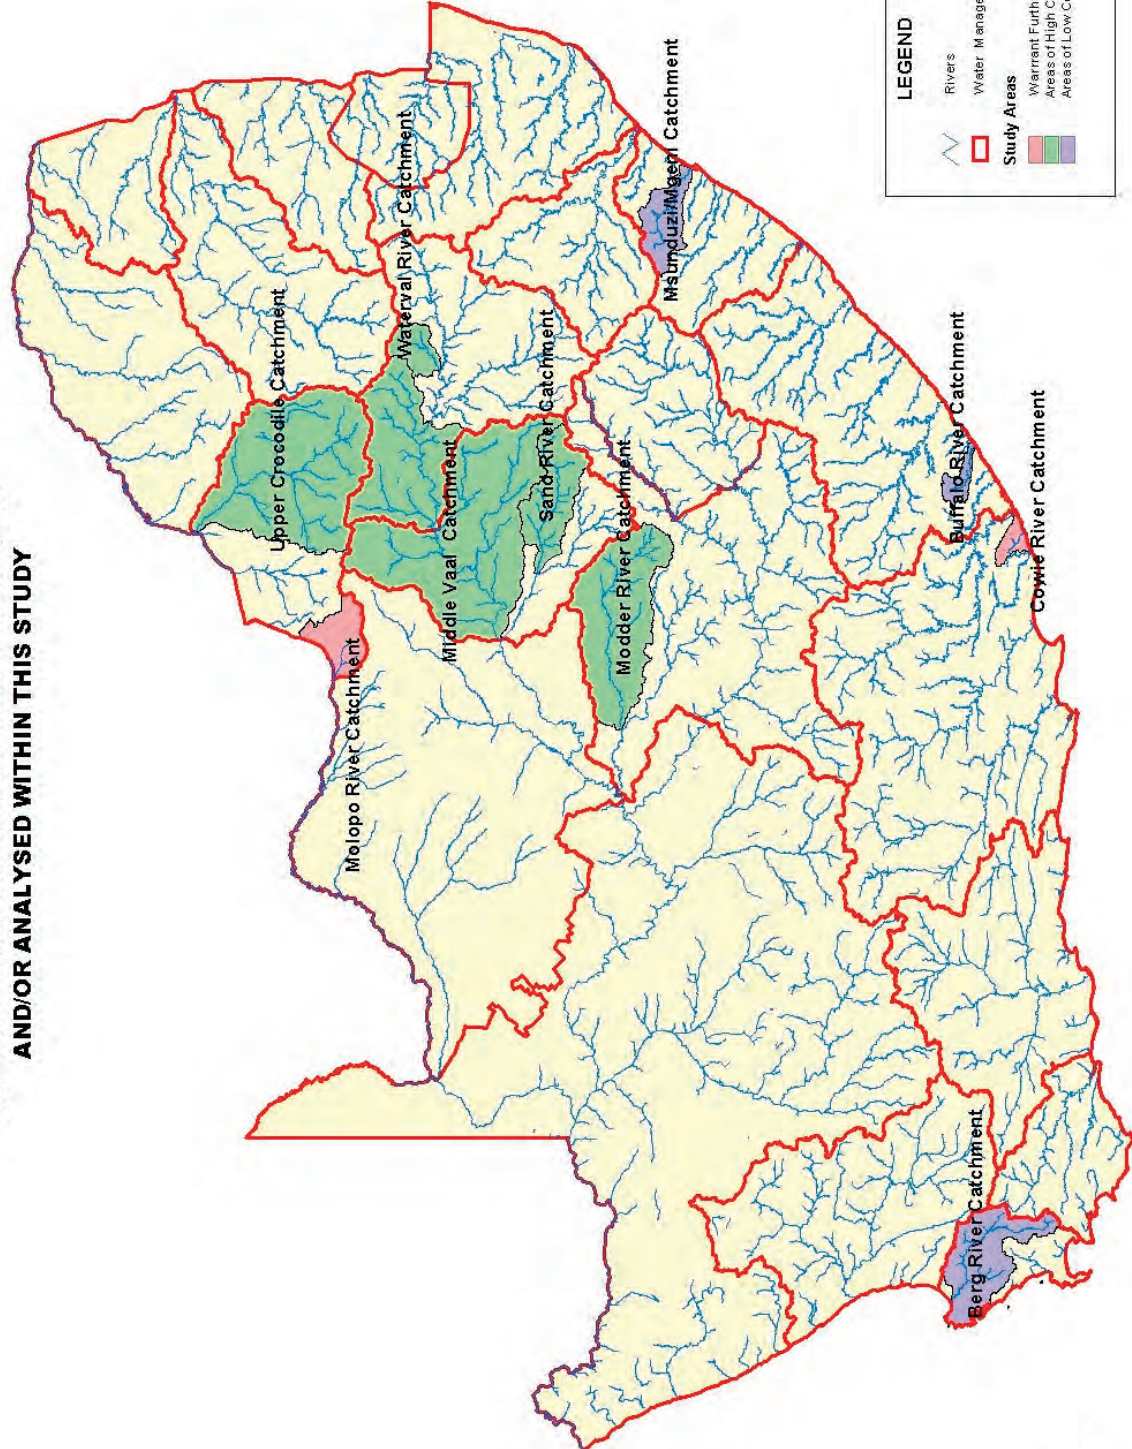 AND/OR ANALYSED WITHIN THIS STUDY
Upper Crocodile Catchment
Waterval River Catchment
Molopo River Catchment
Middle Vaal Catchment
Sand River Catchment
Modder River Catchment
Msunduzi/Mgeni Catchment
Buffalo River Catchment
Cowie River Catchment
Berg River Catchment
LEGEND
Rivers
Water Manage
Study Areas
Warrrant Furth
Areas of High C
Areas of Low C